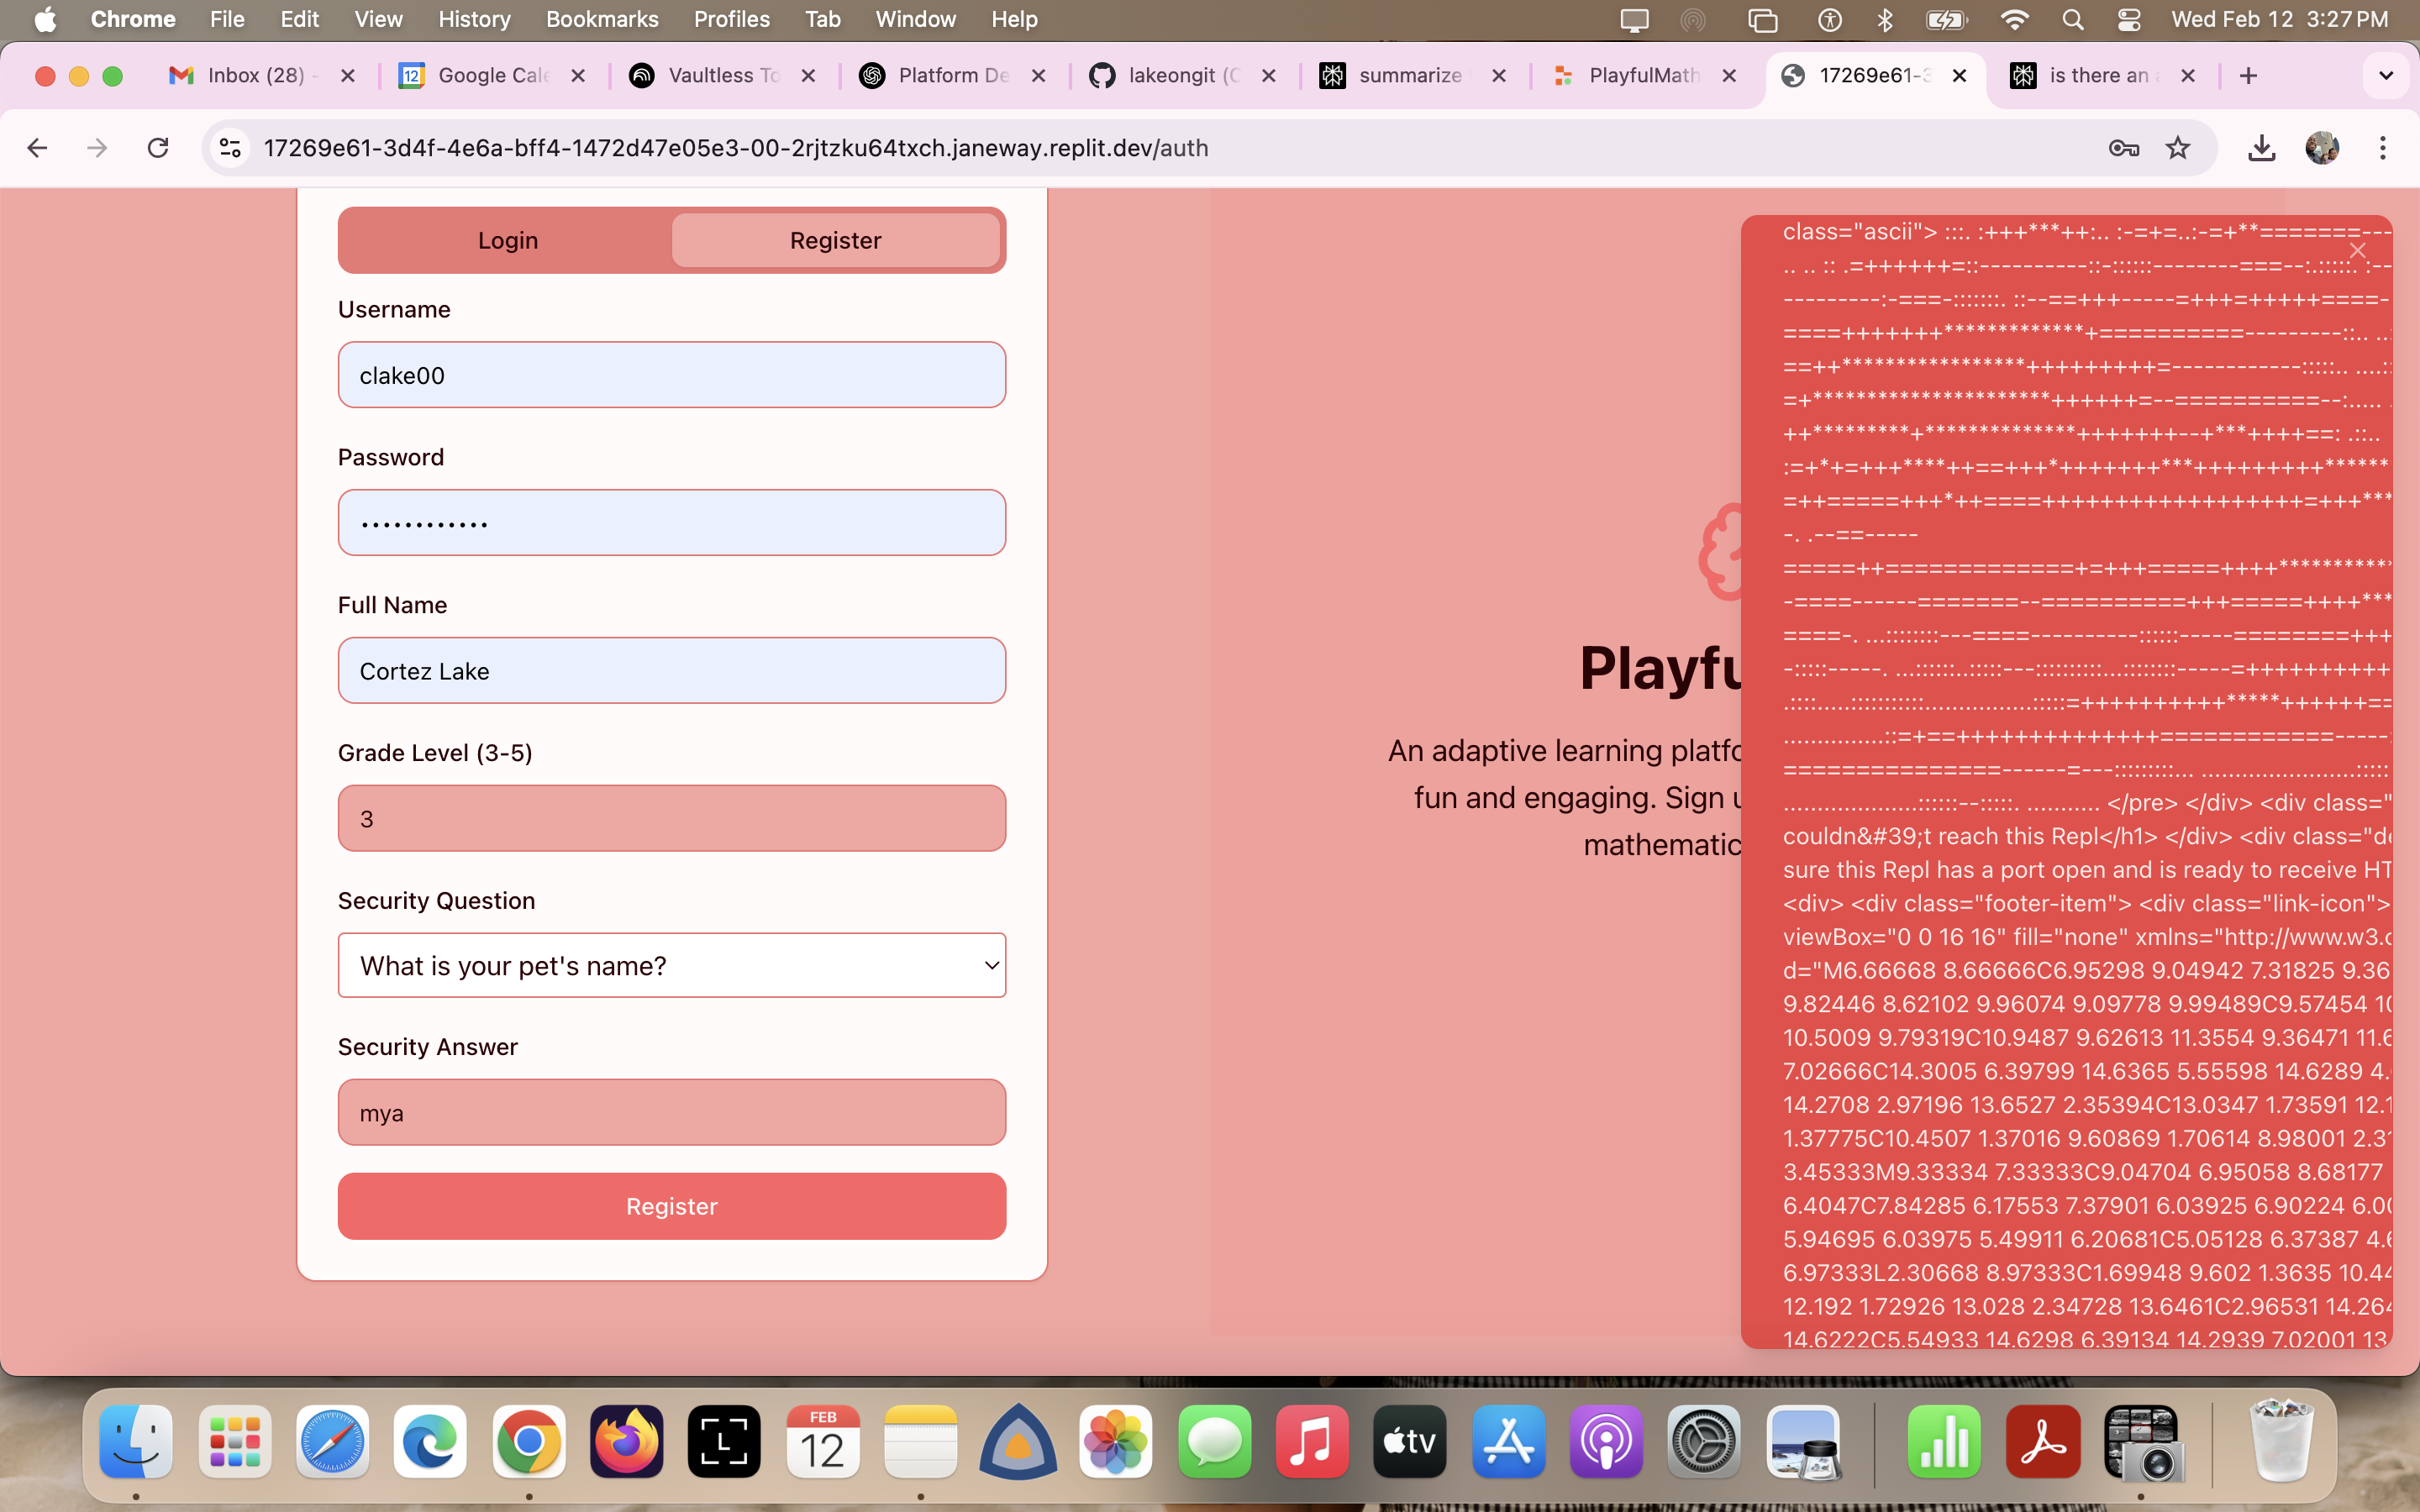 Chrome File Edit View History Bookmarks Profiles Tab Window Help Wed Feb 12 3:27 PM
Inbox (28) - Google Cale Vaultless To Platform De lakeongit (C summarize PlayfulMath 17269e61-3 is there an a
17269e61-3d4f-4e6a-bff4-1472d47e05e3-00-2rjtzku64txch.janeway.replit.dev/auth
Login Register
Username
clake00
Password
••••••••••••
Full Name
Cortez Lake
Grade Level (3-5)
3
Security Question
What is your pet's name?
Security Answer
mya
Register
Playfu
An adaptive learning platfo
fun and engaging. Sign u
mathematic
class="ascii"> :::. :+++***++:.. :-=+=..:-=+**=======---
.. .. :: .=++++++=::----------::-::::::--------===--:.:::::. :--
---------:-===-:::::::. ::--==+++-----=+++=+++++====-
====+++++++*************+==========---------::.. ..
==++*****************+++++++++=------------:::::.. ....:
=+**********************++++++=--==========--:..... .
++*********+**************+++++++--+***++++==: .::..
:=+*+=+++****++==+++*+++++++***+++++++++******
=++=====+++*++====++++++++++++++++++=+++***
-. .--==-----
=====++=============+=+++=====++++**********
-====------=======--==========+++=====++++***
====-. ...::::::::---====----------::::::-----========+++
-:::::-----. ...::::::..:::::---::::::::::...::::::::-----=++++++++++
.::::.....::::::::::................:::::=++++++++++*****++++++==
..............::=+==++++++++++++++============-----:
===============------=---:::::::::... .......................:::::
...................::::::--:::::. ........... </pre> </div> <div class="
couldn&#39;t reach this Repl</h1> </div> <div class="de
sure this Repl has a port open and is ready to receive HT
<div> <div class="footer-item"> <div class="link-icon">
viewBox="0 0 16 16" fill="none" xmlns="http://www.w3.o
d="M6.66668 8.66666C6.95298 9.04942 7.31825 9.36
9.82446 8.62102 9.96074 9.09778 9.99489C9.57454 10
10.5009 9.79319C10.9487 9.62613 11.3554 9.36471 11.6
7.02666C14.3005 6.39799 14.6365 5.55598 14.6289 4.
14.2708 2.97196 13.6527 2.35394C13.0347 1.73591 12.1
1.37775C10.4507 1.37016 9.60869 1.70614 8.98001 2.31
3.45333M9.33334 7.33333C9.04704 6.95058 8.68177
6.4047C7.84285 6.17553 7.37901 6.03925 6.90224 6.00
5.94695 6.03975 5.49911 6.20681C5.05128 6.37387 4.6
6.97333L2.30668 8.97333C1.69948 9.602 1.3635 10.44
12.192 1.72926 13.028 2.34728 13.6461C2.96531 14.264
14.6222C5.54933 14.6298 6.39134 14.2939 7.02001 13.
FEB
12
tv